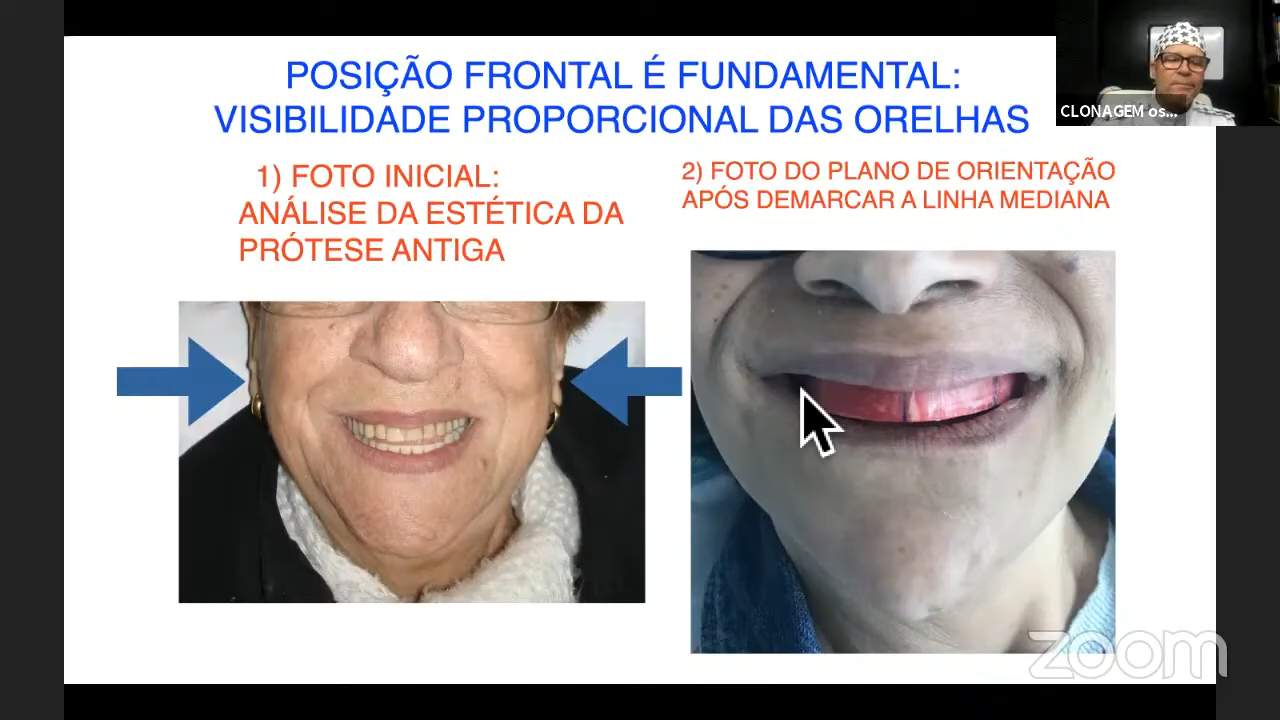 POSIÇÃO FRONTAL É FUNDAMENTAL:
VISIBILIDADE PROPORCIONAL DAS ORELHAS
1) FOTO INICIAL:
ANÁLISE DA ESTÉTICA DA
PRÓTESE ANTIGA
2) FOTO DO PLANO DE ORIENTAÇÃO
APÓS DEMARCAR A LINHA MEDIANA
CLONAGEM os...
zoom